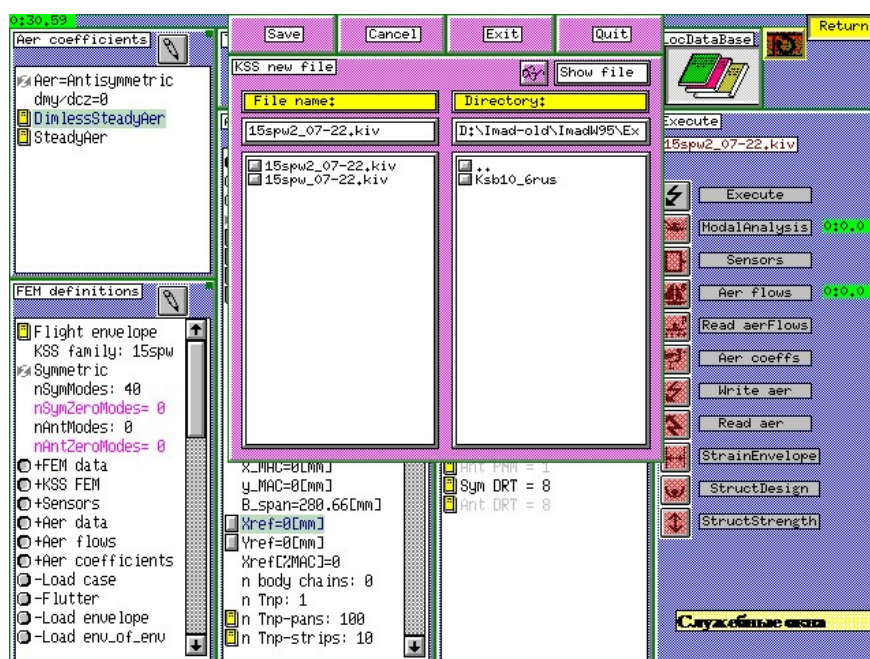 0:30.59
Return
Aer coefficients
Aer=Antisymmetric
dmy/dcz=0
DimlessSteadyAer
SteadyAer
Save
Cancel
Exit
Quit
KSS new file
Show file
File name:
Directory:
15spw2_07-22.kiv
D:\Imad-old\ImadW95\Ex
15spw2_07-22.kiv
15spw_07-22.kiv
..
Ksb10_6rus
LocDataBase
Execute
15spw2_07-22.kiv
Execute
ModalAnalysis
0:0.0
Sensors
Aer flows
0:0.0
Read aerFlows
Aer coeffs
Write aer
Read aer
StrainEnvelope
StructDesign
StructStrength
Служебные окна
FEM definitions
Flight envelope
KSS family: 15spw
Symmetric
nSymModes: 40
nSymZeroModes= 0
nAntModes: 0
nAntZeroModes= 0
+FEM data
+KSS FEM
+Sensors
+Aer data
+Aer flows
+Aer coefficients
-Load case
-Flutter
-Load envelope
-Load env_of_env
x_MAC=0[mm]
y_MAC=0[mm]
B_span=280.66[mm]
Xref=0[mm]
Yref=0[mm]
Xref[%MAC]=0
n body chains: 0
n Tnp: 1
n Tnp-pans: 100
n Tnp-strips: 10
Ant PNM = 1
Sym DRT = 8
Ant DRT = 8